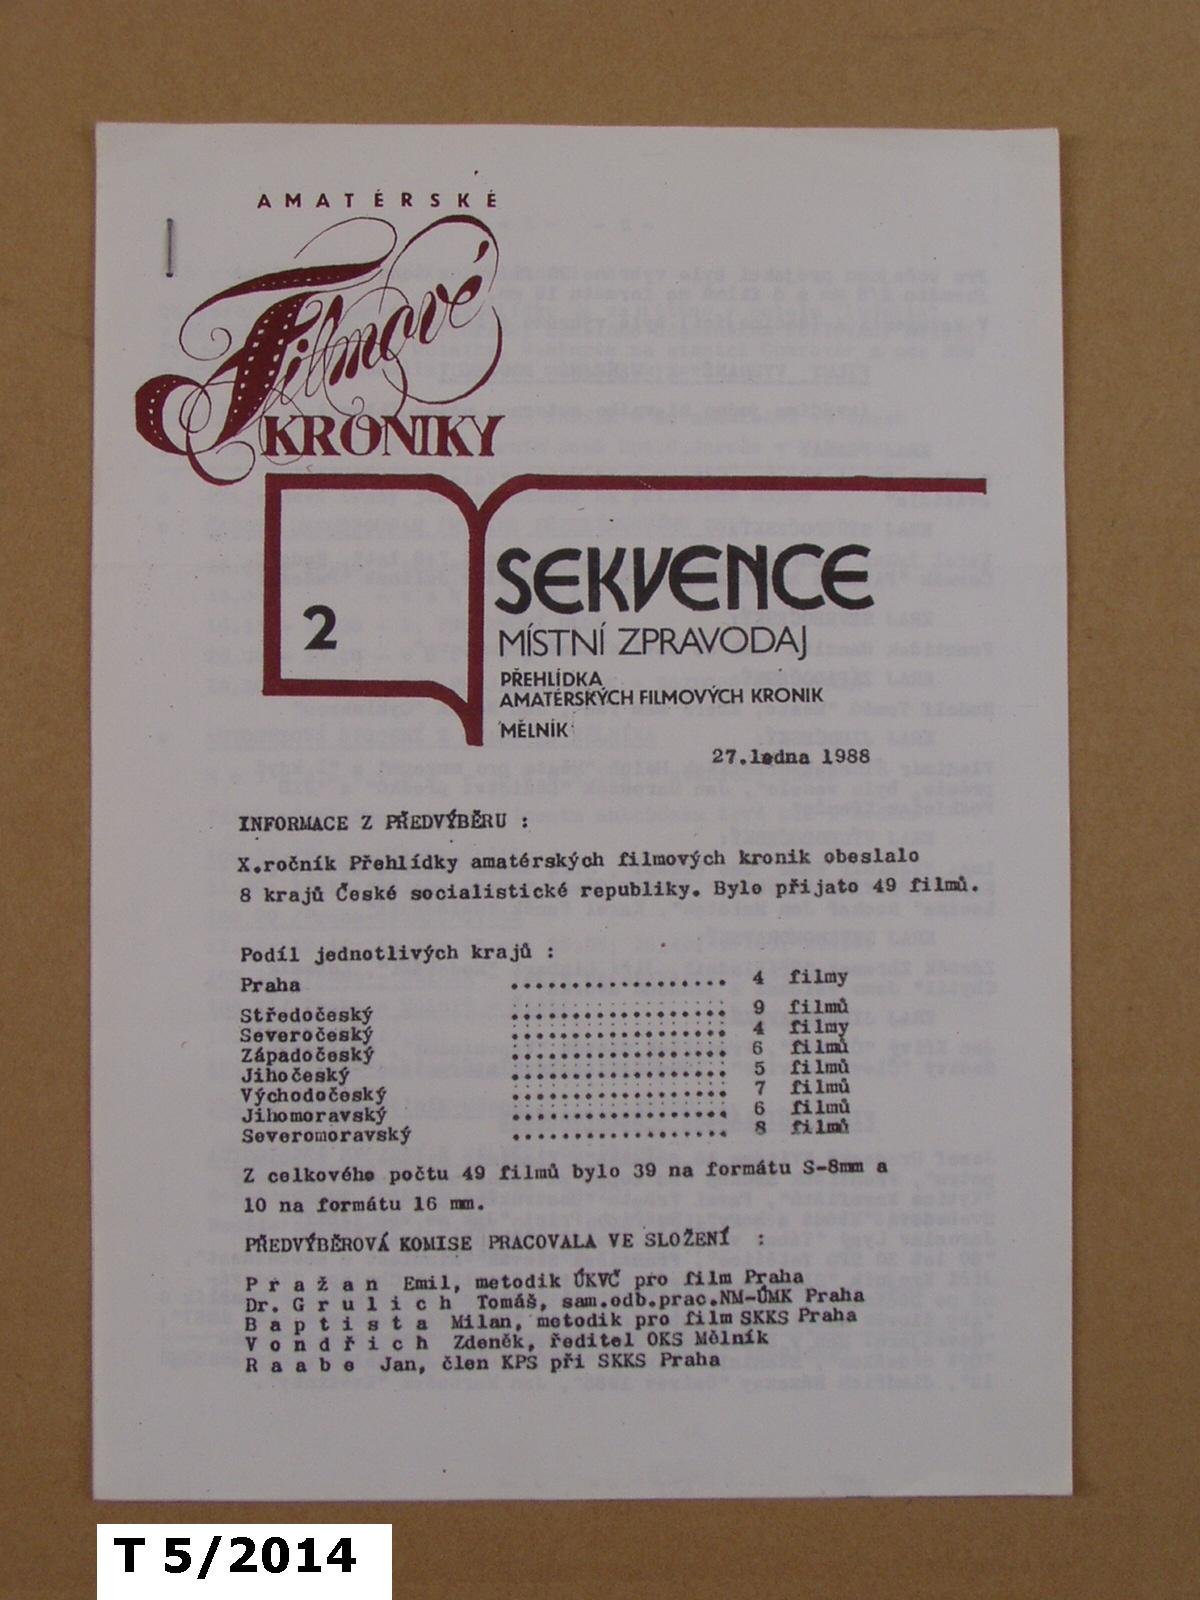 AMATÉRSKÉ
Filmové
KRONIKY
2
SEKVENCE
MÍSTNÍ ZPRAVODAJ
PŘEHLÍDKA
AMATÉRSKÝCH FILMOVÝCH KRONIK
MĚLNÍK
27.ledna 1988
INFORMACE Z PŘEDVÝBĚRU :
X.ročník Přehlídky amatérských filmových kronik obeslalo
8 krajů České socialistické republiky. Bylo přijato 49 filmů.
Podíl jednotlivých krajů :
Praha .................. 4 filmy
Středočeský .................. 9 filmů
Severočeský .................. 4 filmy
Západočeský .................. 6 filmů
Jihočeský .................. 5 filmů
Východočeský .................. 7 filmů
Jihomoravský .................. 6 filmů
Severomoravský .................. 8 filmů
Z celkového počtu 49 filmů bylo 39 na formátu S-8mm a
10 na formátu 16 mm.
PŘEDVÝBĚROVÁ KOMISE PRACOVALA VE SLOŽENÍ :
P r a ž a n Emil, metodik ÚKVČ pro film Praha
Dr. G r u l i c h Tomáš, sam.odb.prac.NM-ÚMK Praha
B a p t i s t a Milan, metodik pro film SKKS Praha
V o n d ř i c h Zdeněk, ředitel OKS Mělník
R a a b e Jan, člen KPS při SKKS Praha
T 5/2014